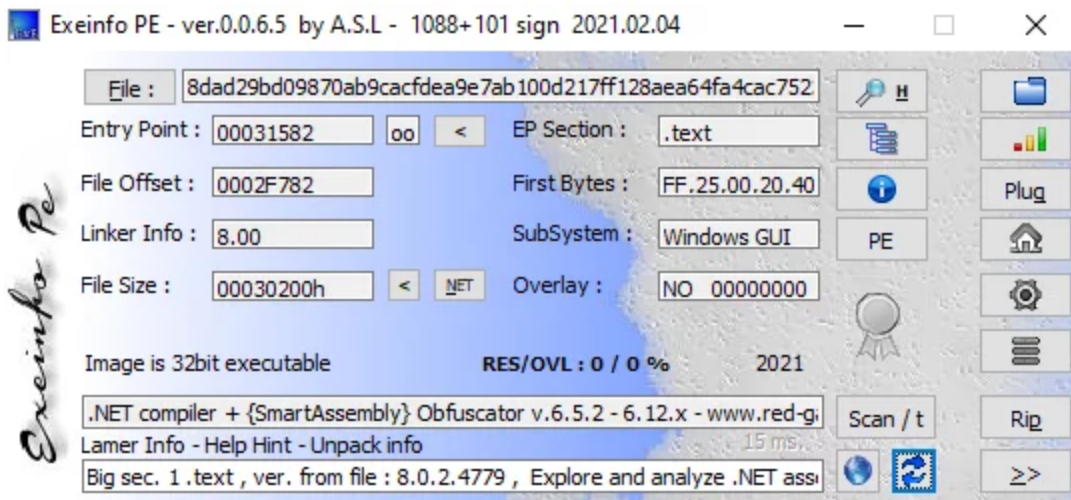 Exeinfo PE - ver.0.0.6.5 by A.S.L - 1088+101 sign 2021.02.04
File : 8dad29bd09870ab9cacfdea9e7ab100d217ff128aea64fa4cac752 H
Entry Point : 00031582 oo < EP Section : .text
File Offset : 0002F782 First Bytes : FF.25.00.20.40 Plug
Linker Info : 8.00 SubSystem : Windows GUI PE
File Size : 00030200h < NET Overlay : NO 00000000
Exeinfo Pe
Image is 32bit executable RES/OVL : 0 / 0 % 2021
.NET compiler + {SmartAssembly} Obfuscator v.6.5.2 - 6.12.x - www.red-g Scan / t Rip
Lamer Info - Help Hint - Unpack info 15 ms.
Big sec. 1 .text , ver. from file : 8.0.2.4779 , Explore and analyze .NET ass >>